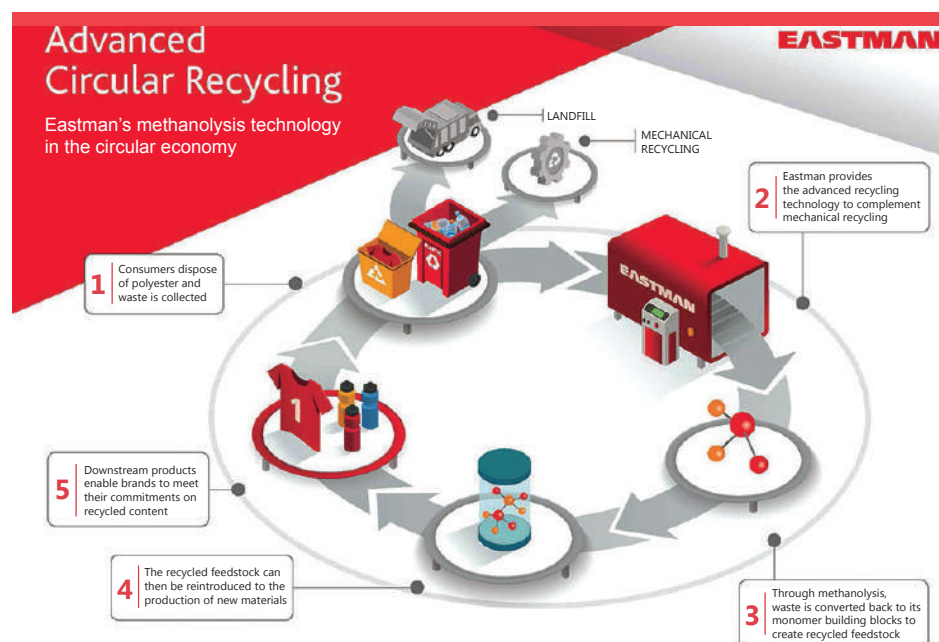 Advanced
Circular Recycling
Eastman's methanolysis technology
in the circular economy
EASTMAN
LANDFILL
MECHANICAL
RECYCLING
2
Eastman provides
the advanced recycling
technology to complement
mechanical recycling
1
Consumers dispose
of polyester and
waste is collected
EASTMAN
1
5
Downstream products
enable brands to meet
their commitments on
recycled content
4
The recycled feedstock can
then be reintroduced to the
production of new materials
3
Through methanolysis,
waste is converted back to its
monomer building blocks to
create recycled feedstock